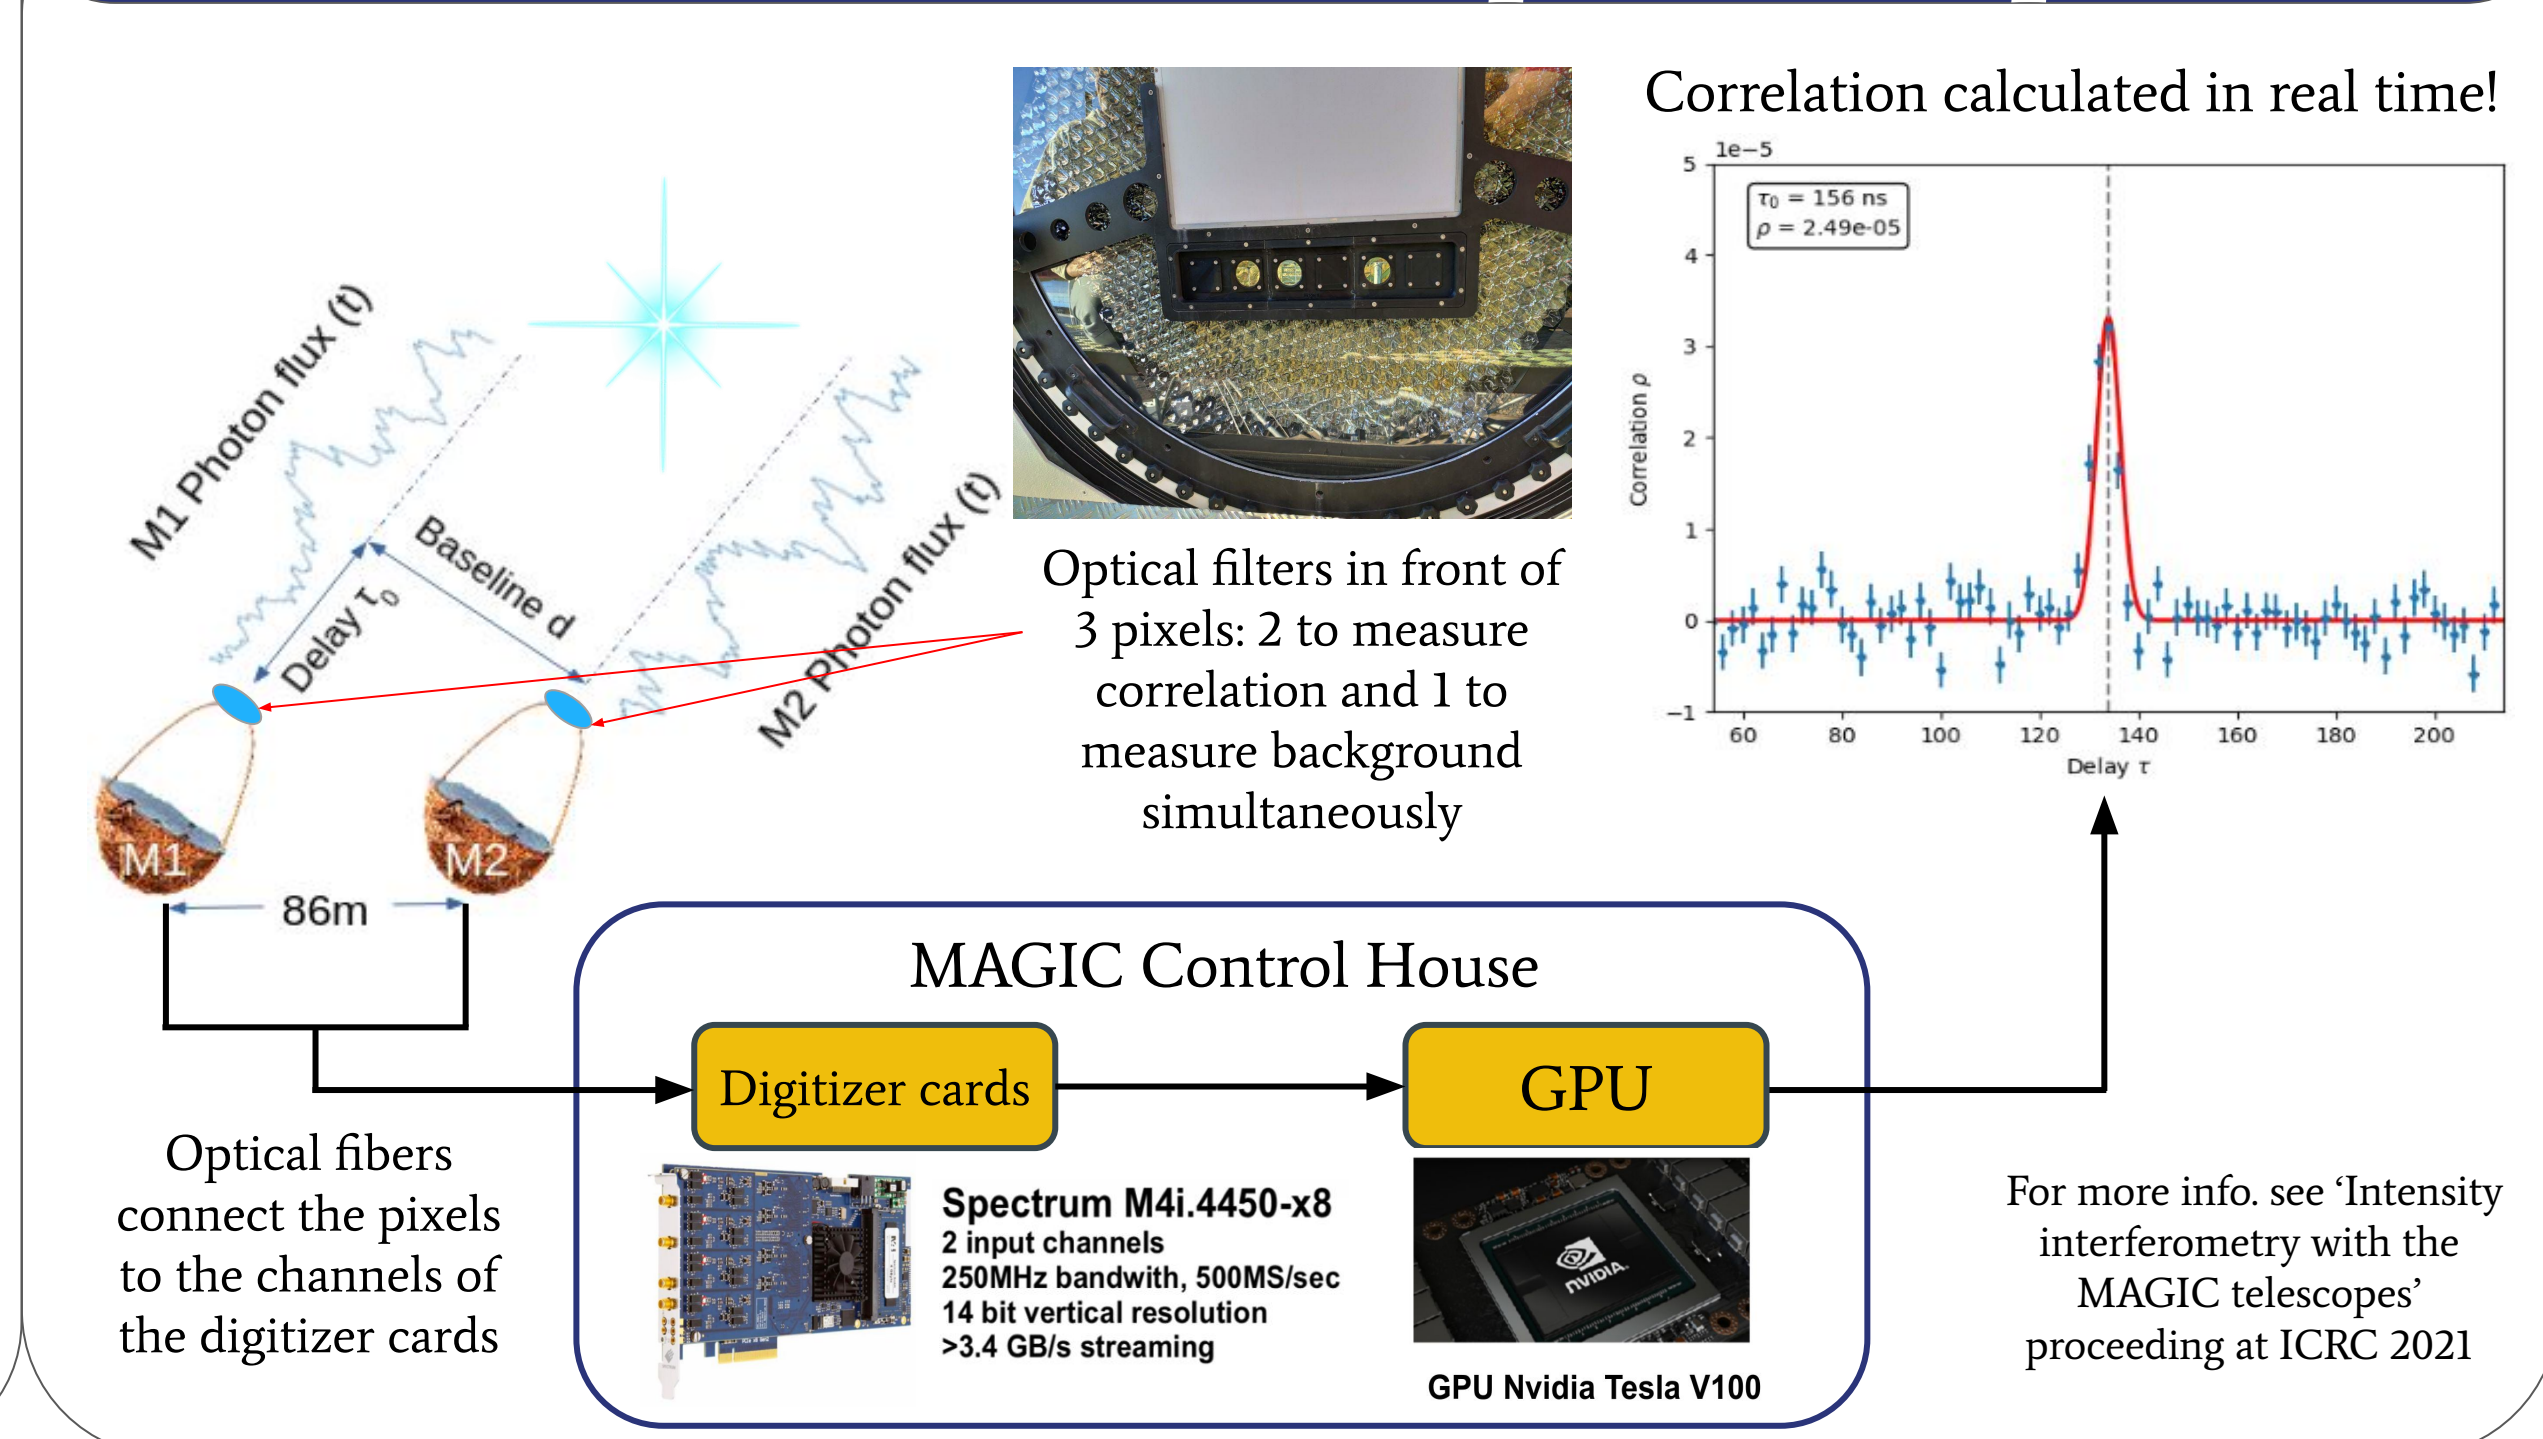 Correlation calculated in real time!
1e−5
5
4
3
2
1
0
−1
τ0 = 156 ns
ρ = 2.49e-05
Correlation ρ
60 80 100 120 140 160 180 200
Delay τ
M1 Photon flux (t)
Delay τ0
Baseline d
M2 Photon flux (t)
M1
M2
86m
Optical filters in front of
3 pixels: 2 to measure
correlation and 1 to
measure background
simultaneously
Optical fibers
connect the pixels
to the channels of
the digitizer cards
MAGIC Control House
Digitizer cards
GPU
Spectrum M4i.4450-x8
2 input channels
250MHz bandwith, 500MS/sec
14 bit vertical resolution
>3.4 GB/s streaming
NVIDIA.
GPU Nvidia Tesla V100
For more info. see ‘Intensity
interferometry with the
MAGIC telescopes’
proceeding at ICRC 2021